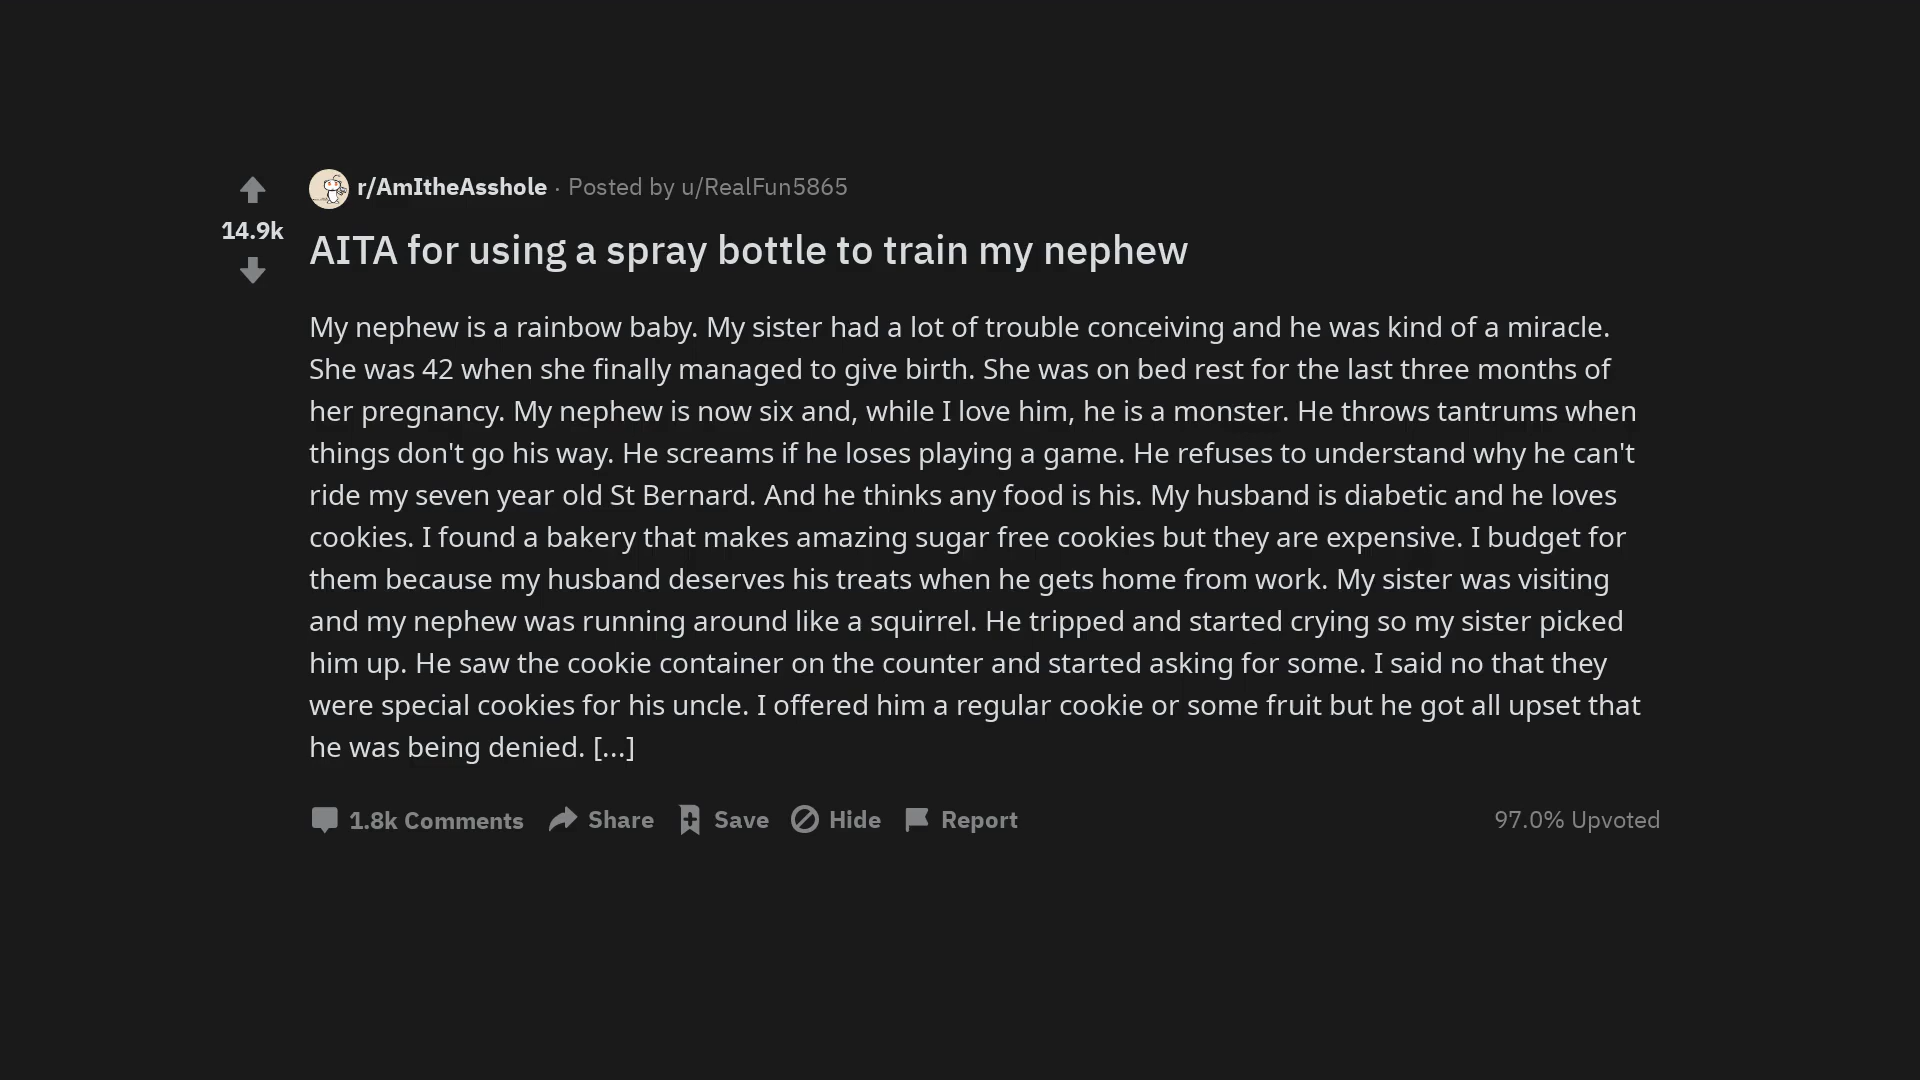 r/AmItheAsshole · Posted by u/RealFun5865
14.9k
AITA for using a spray bottle to train my nephew
My nephew is a rainbow baby. My sister had a lot of trouble conceiving and he was kind of a miracle.
She was 42 when she finally managed to give birth. She was on bed rest for the last three months of
her pregnancy. My nephew is now six and, while I love him, he is a monster. He throws tantrums when
things don't go his way. He screams if he loses playing a game. He refuses to understand why he can't
ride my seven year old St Bernard. And he thinks any food is his. My husband is diabetic and he loves
cookies. I found a bakery that makes amazing sugar free cookies but they are expensive. I budget for
them because my husband deserves his treats when he gets home from work. My sister was visiting
and my nephew was running around like a squirrel. He tripped and started crying so my sister picked
him up. He saw the cookie container on the counter and started asking for some. I said no that they
were special cookies for his uncle. I offered him a regular cookie or some fruit but he got all upset that
he was being denied. [...]
1.8k Comments Share Save Hide Report 97.0% Upvoted